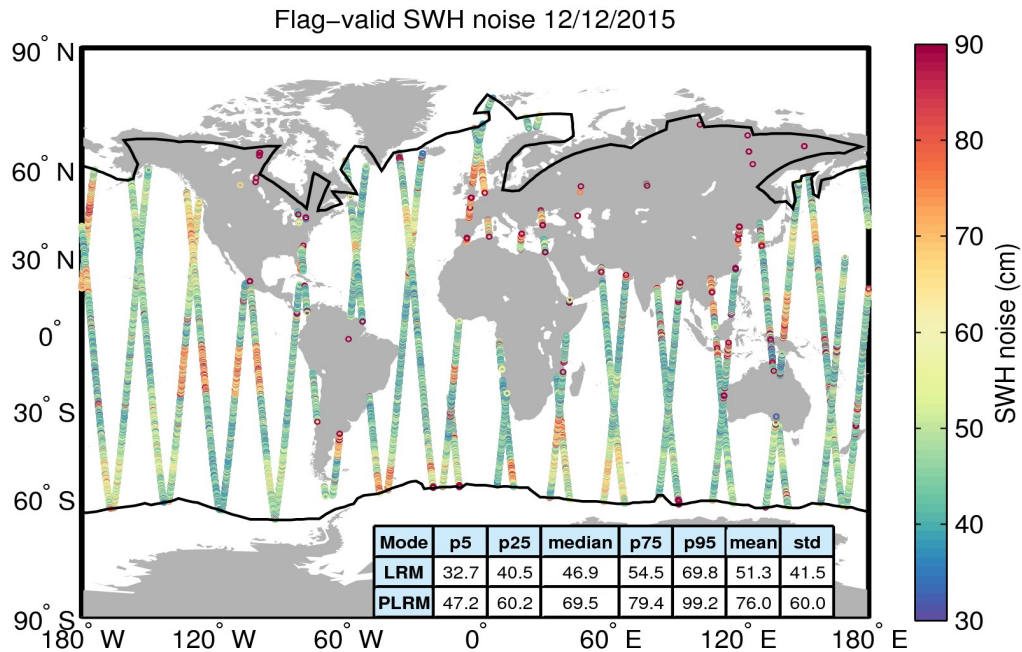 Flag−valid SWH noise 12/12/2015
90° N
60° N
30° N
0°
30° S
60° S
90° S
180° W
120° W
60° W
0°
60° E
120° E
180° E
90
80
70
60
50
40
30
SWH noise (cm)
Mode p5 p25 median p75 p95 mean std
LRM 32.7 40.5 46.9 54.5 69.8 51.3 41.5
PLRM 47.2 60.2 69.5 79.4 99.2 76.0 60.0